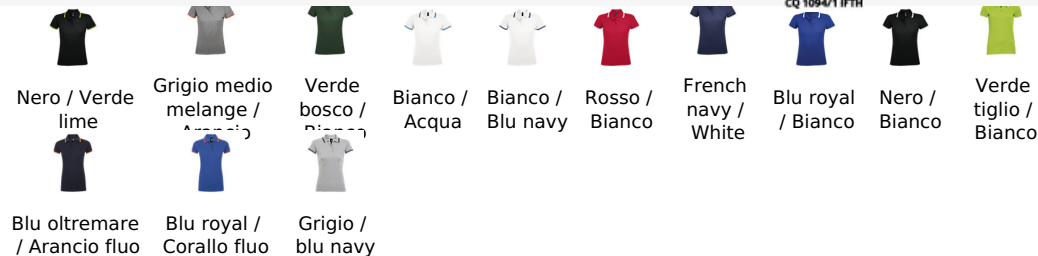 CQ 1094/1 IFTH
Nero / Verde
lime
Grigio medio
melange /
Arancio
Verde
bosco /
Bianco
Bianco /
Acqua
Bianco /
Blu navy
Rosso /
Bianco
French
navy /
White
Blu royal
/ Bianco
Nero /
Bianco
Verde
tiglio /
Bianco
Blu oltremare
/ Arancio fluo
Blu royal /
Corallo fluo
Grigio /
blu navy